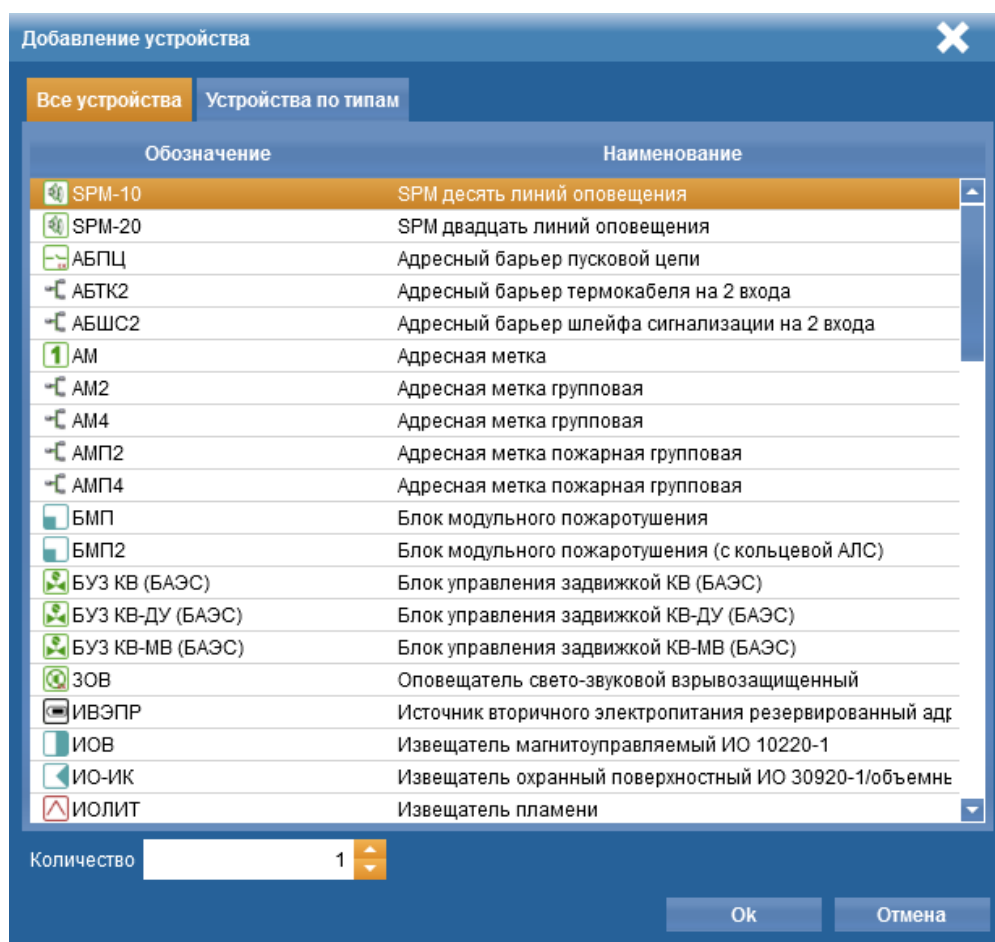 Добавление устройства
Все устройства Устройства по типам
Обозначение Наименование
SPM-10 SPM десять линий оповещения
SPM-20 SPM двадцать линий оповещения
АБПЦ Адресный барьер пусковой цепи
АБТК2 Адресный барьер термокабеля на 2 входа
АБШС2 Адресный барьер шлейфа сигнализации на 2 входа
1 АМ Адресная метка
АМ2 Адресная метка групповая
АМ4 Адресная метка групповая
АМП2 Адресная метка пожарная групповая
АМП4 Адресная метка пожарная групповая
БМП Блок модульного пожаротушения
БМП2 Блок модульного пожаротушения (с кольцевой АЛС)
БУЗ КВ (БАЭС) Блок управления задвижкой КВ (БАЭС)
БУЗ КВ-ДУ (БАЭС) Блок управления задвижкой КВ-ДУ (БАЭС)
БУЗ КВ-МВ (БАЭС) Блок управления задвижкой КВ-МВ (БАЭС)
ЗОВ Оповещатель свето-звуковой взрывозащищенный
ИВЭПР Источник вторичного электропитания резервированный адр
ИОВ Извещатель магнитоуправляемый ИО 10220-1
ИО-ИК Извещатель охранный поверхностный ИО 30920-1/объемны
ИОЛИТ Извещатель пламени
Количество 1
Ok Отмена